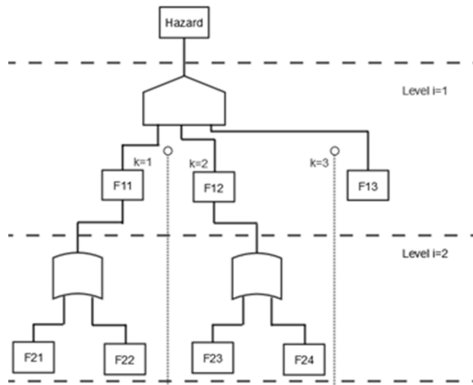 Hazard
Level i=1
k=1
k=2
k=3
F11
F12
F13
Level i=2
F21
F22
F23
F24